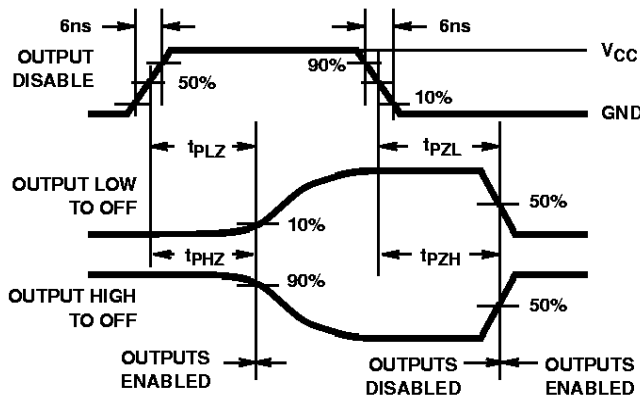 6ns
6ns
OUTPUT
DISABLE
50%
90%
10%
VCC
GND
tPLZ
tPZL
OUTPUT LOW
TO OFF
10%
50%
tPHZ
tPZH
OUTPUT HIGH
TO OFF
90%
50%
OUTPUTS
ENABLED
OUTPUTS
DISABLED
OUTPUTS
ENABLED